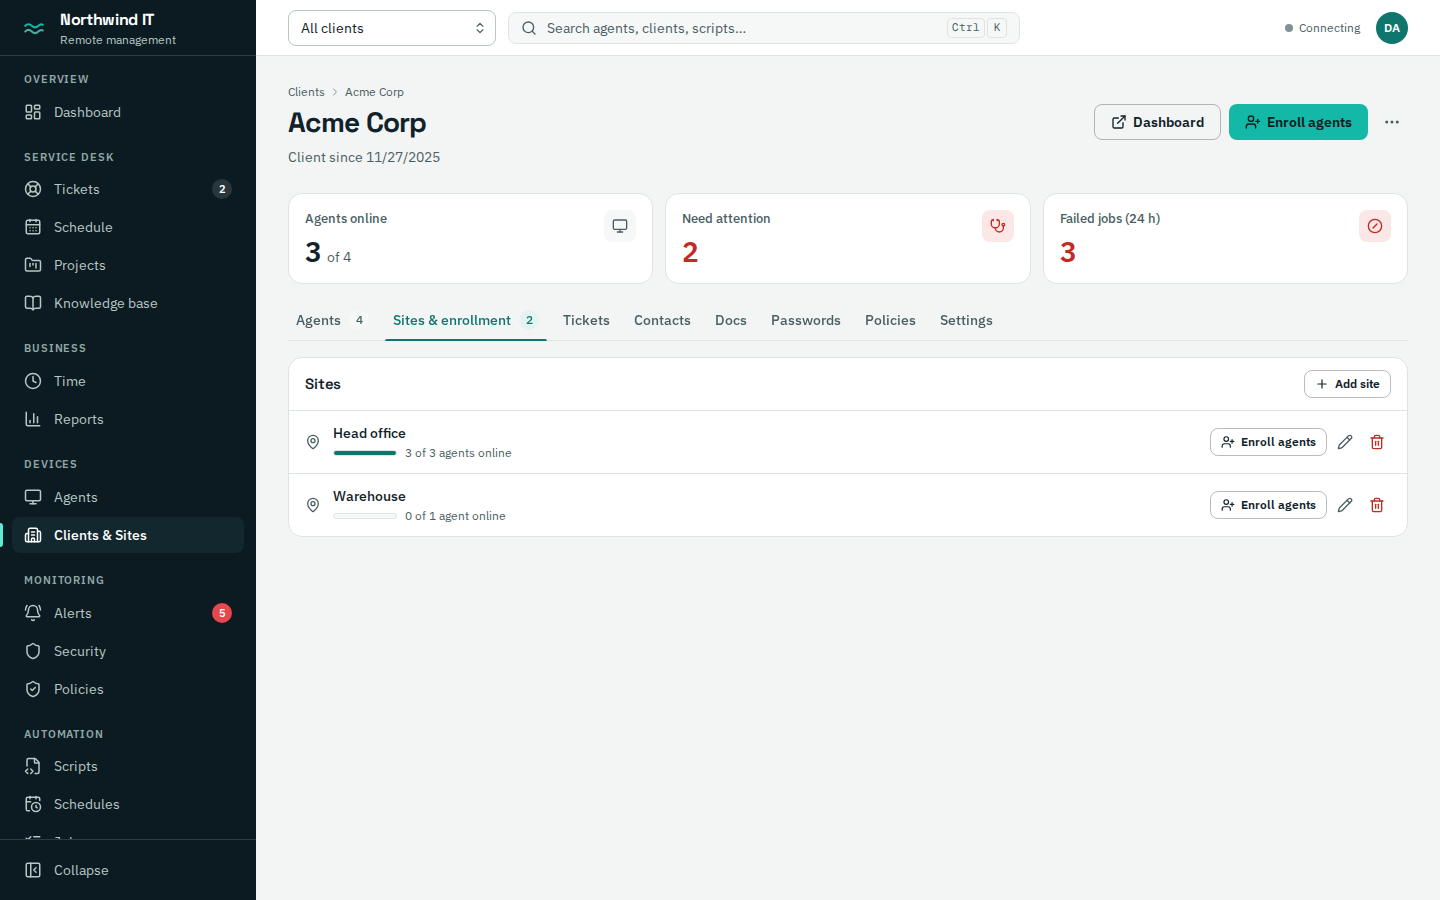 Northwind IT
Remote management
All clients
Search agents, clients, scripts...
Ctrl K
Connecting
DA
OVERVIEW
Dashboard
SERVICE DESK
Tickets 2
Schedule
Projects
Knowledge base
BUSINESS
Time
Reports
DEVICES
Agents
Clients & Sites
MONITORING
Alerts 5
Security
Policies
AUTOMATION
Scripts
Schedules
Collapse
Clients > Acme Corp
Acme Corp
Client since 11/27/2025
Dashboard
Enroll agents
Agents online
3 of 4
Need attention
2
Failed jobs (24 h)
3
Agents 4
Sites & enrollment 2
Tickets
Contacts
Docs
Passwords
Policies
Settings
Sites
Add site
Head office
3 of 3 agents online
Enroll agents
Warehouse
0 of 1 agent online
Enroll agents